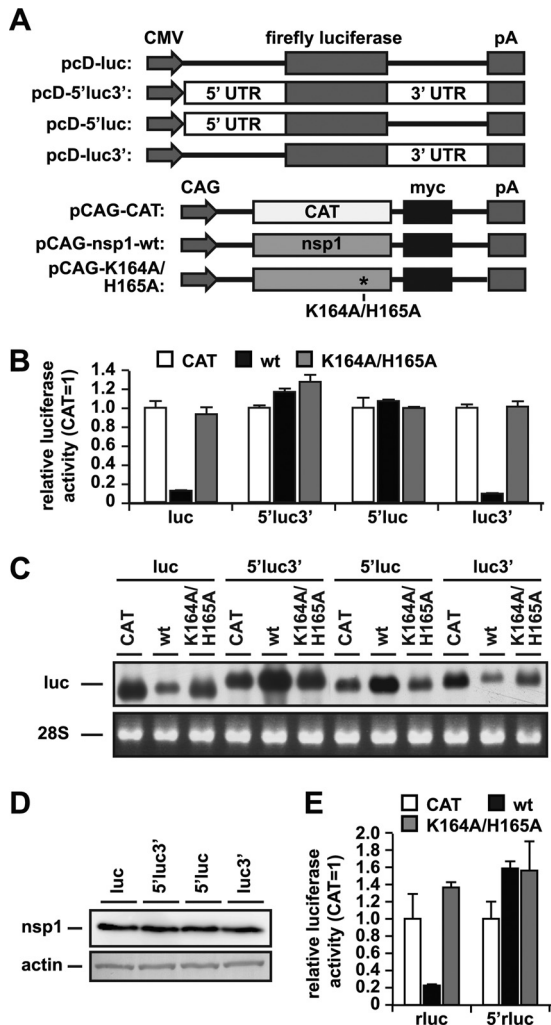 A
CMV firefly luciferase pA
pcD-luc:
pcD-5'luc3': 5' UTR 3' UTR
pcD-5'luc: 5' UTR
pcD-luc3': 3' UTR
CAG myc pA
pCAG-CAT: CAT
pCAG-nsp1-wt: nsp1
pCAG-K164A/
H165A: *
K164A/H165A
B
CAT wt K164A/H165A
relative luciferase
activity (CAT=1)
1.4
1.2
1.0
0.8
0.6
0.4
0.2
0
luc 5'luc3' 5'luc luc3'
C
luc 5'luc3' 5'luc luc3'
CAT wt K164A/H165A CAT wt K164A/H165A CAT wt K164A/H165A CAT wt K164A/H165A
luc
28S
D
luc 5'luc3' 5'luc luc3'
nsp1
actin
E
CAT wt
K164A/H165A
relative luciferase
activity (CAT=1)
2.0
1.8
1.6
1.4
1.2
1.0
0.8
0.6
0.4
0.2
0
rluc 5'rluc